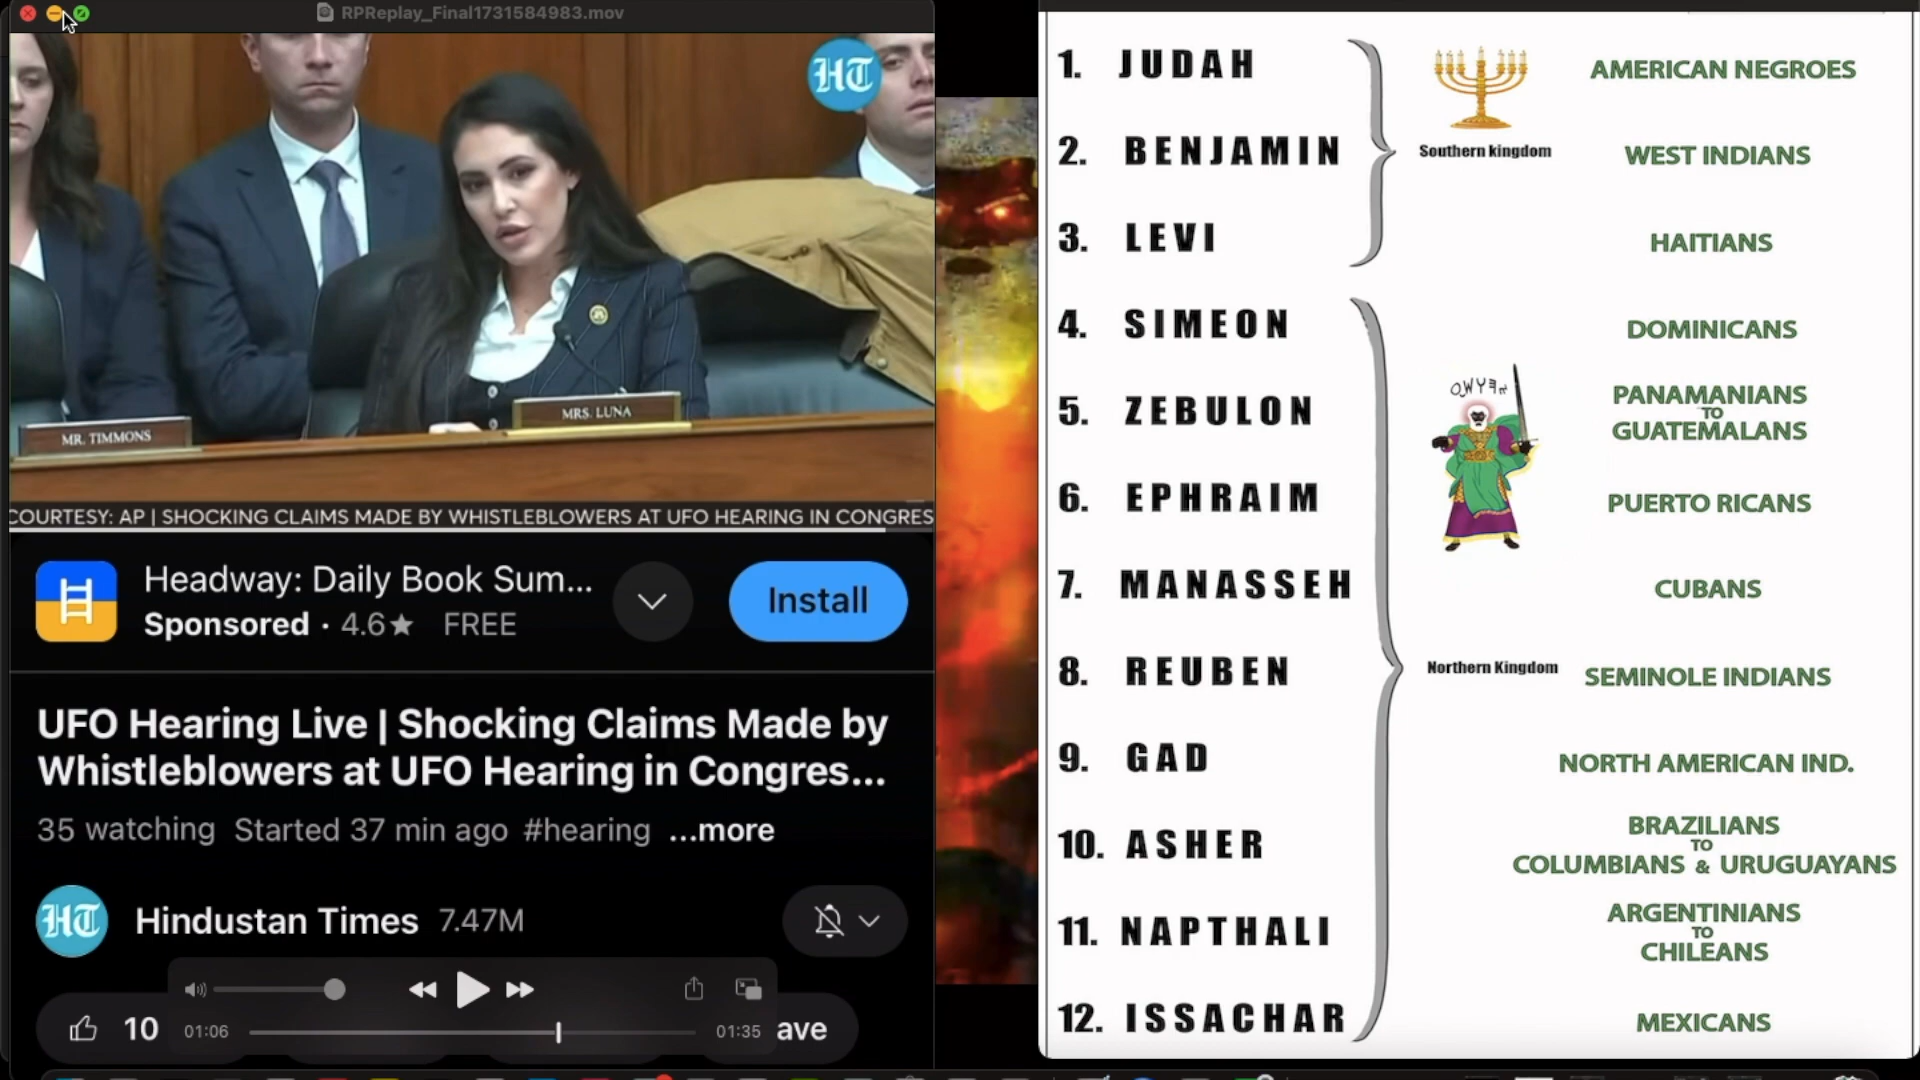 RPReplay_Final1731584983.mov
HT
MRS. LUNA
MR. TIMMONS
COURTESY: AP | SHOCKING CLAIMS MADE BY WHISTLEBLOWERS AT UFO HEARING IN CONGRES
Headway: Daily Book Sum...
Sponsored · 4.6★ FREE
Install
UFO Hearing Live | Shocking Claims Made by
Whistleblowers at UFO Hearing in Congres...
35 watching Started 37 min ago #hearing ...more
HT
Hindustan Times 7.47M
10
ave
01:06
01:35
1. JUDAH
AMERICAN NEGROES
2. BENJAMIN
Southern kingdom
WEST INDIANS
3. LEVI
HAITIANS
4. SIMEON
DOMINICANS
5. ZEBULON
PANAMANIANS
TO
GUATEMALANS
6. EPHRAIM
PUERTO RICANS
7. MANASSEH
CUBANS
8. REUBEN
Northern Kingdom
SEMINOLE INDIANS
9. GAD
NORTH AMERICAN IND.
10. ASHER
BRAZILIANS
TO
COLUMBIANS & URUGUAYANS
11. NAPTHALI
ARGENTINIANS
TO
CHILEANS
12. ISSACHAR
MEXICANS